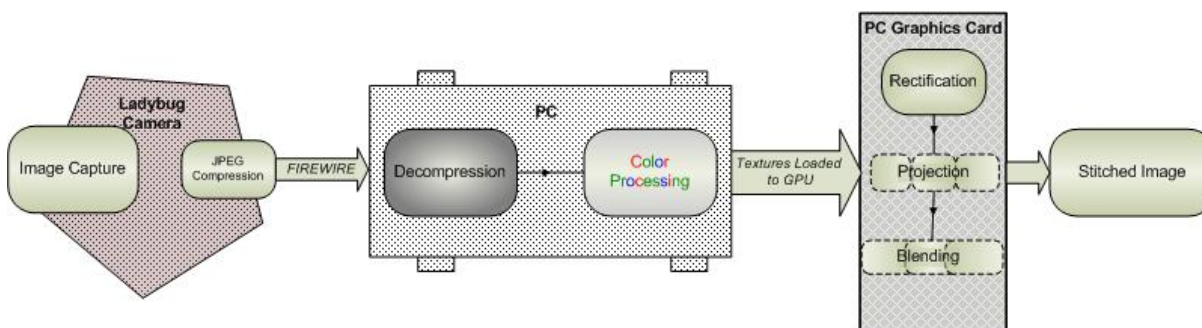 Ladybug
Camera
Image Capture
JPEG
Compression
FIREWIRE
PC
Decompression
Color
Processing
Textures Loaded
to GPU
PC Graphics Card
Rectification
Projection
Blending
Stitched Image